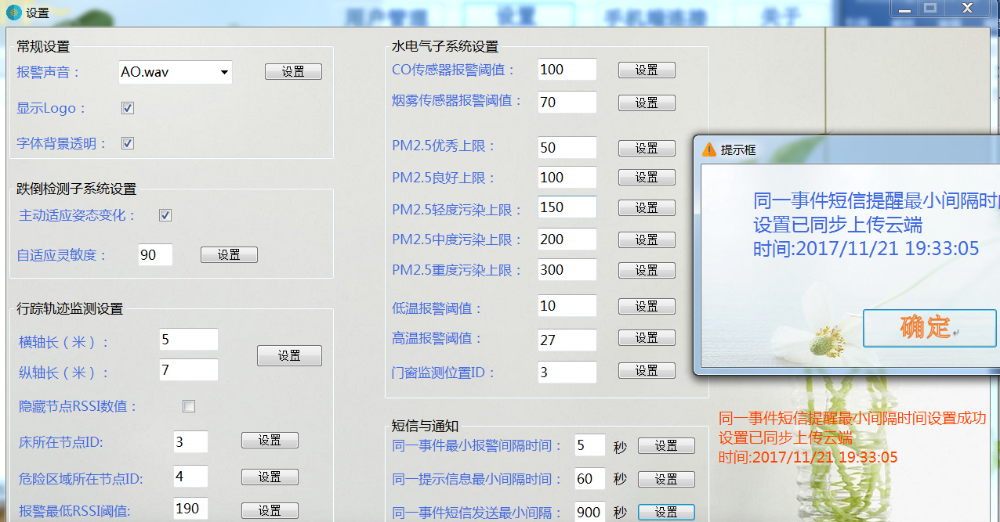 设置
用户管理 设置 手机端连接 关于
常规设置
报警声音： AO.wav 设置
显示Logo：
字体背景透明：
跌倒检测子系统设置
主动适应姿态变化：
自适应灵敏度： 90 设置
行踪轨迹监测设置
横轴长（米）： 5
设置
纵轴长（米）： 7
隐藏节点RSSI数值：
床所在节点ID: 3 设置
危险区域所在节点ID: 4 设置
报警最低RSSI阈值: 190 设置
水电气子系统设置
CO传感器报警阈值： 100 设置
烟雾传感器报警阈值： 70 设置
PM2.5优秀上限： 50 设置
PM2.5良好上限： 100 设置
PM2.5轻度污染上限： 150 设置
PM2.5中度污染上限： 200 设置
PM2.5重度污染上限： 300 设置
低温报警阈值： 10 设置
高温报警阈值： 27 设置
门窗监测位置ID： 3 设置
短信与通知
同一事件最小报警间隔时间： 5 秒 设置
同一提示信息最小间隔时间： 60 秒 设置
同一事件短信发送最小间隔： 900 秒 设置
提示框
同一事件短信提醒最小间隔时
设置已同步上传云端
时间:2017/11/21 19:33:05
确定
同一事件短信提醒最小间隔时间设置成功
设置已同步上传云端
时间:2017/11/21 19:33:05